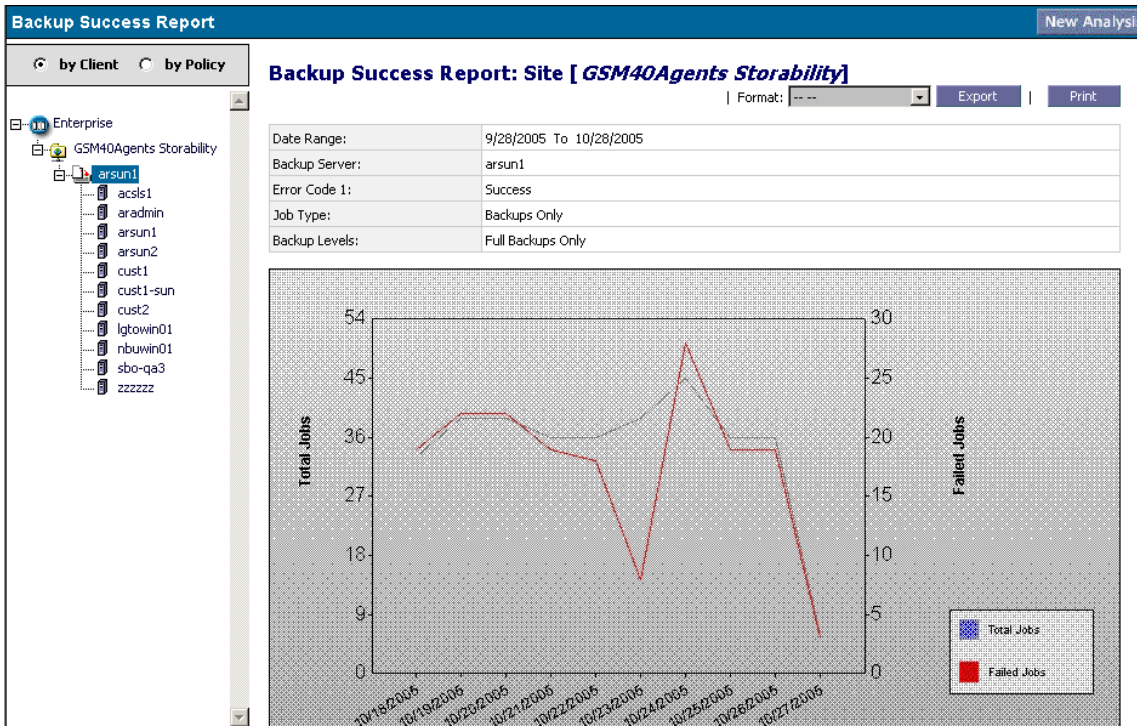 Backup Success Report
New Analysi
by Client by Policy
Enterprise
GSM40Agents Storability
arsun1
acsls1
aradmin
arsun1
arsun2
cust1
cust1-sun
cust2
lgtowin01
nbuwin01
sbo-qa3
zzzzzz
Backup Success Report: Site [ GSM40Agents Storability]
| Format: -- -- Export | Print
Date Range: 9/28/2005 To 10/28/2005
Backup Server: arsun1
Error Code 1: Success
Job Type: Backups Only
Backup Levels: Full Backups Only
Total Jobs
54
45
36
27
18
9
0
30
25
20
15
10
5
0
Failed Jobs
10/18/2005
10/19/2005
10/20/2005
10/21/2005
10/22/2005
10/23/2005
10/24/2005
10/25/2005
10/26/2005
10/27/2005
Total Jobs
Failed Jobs